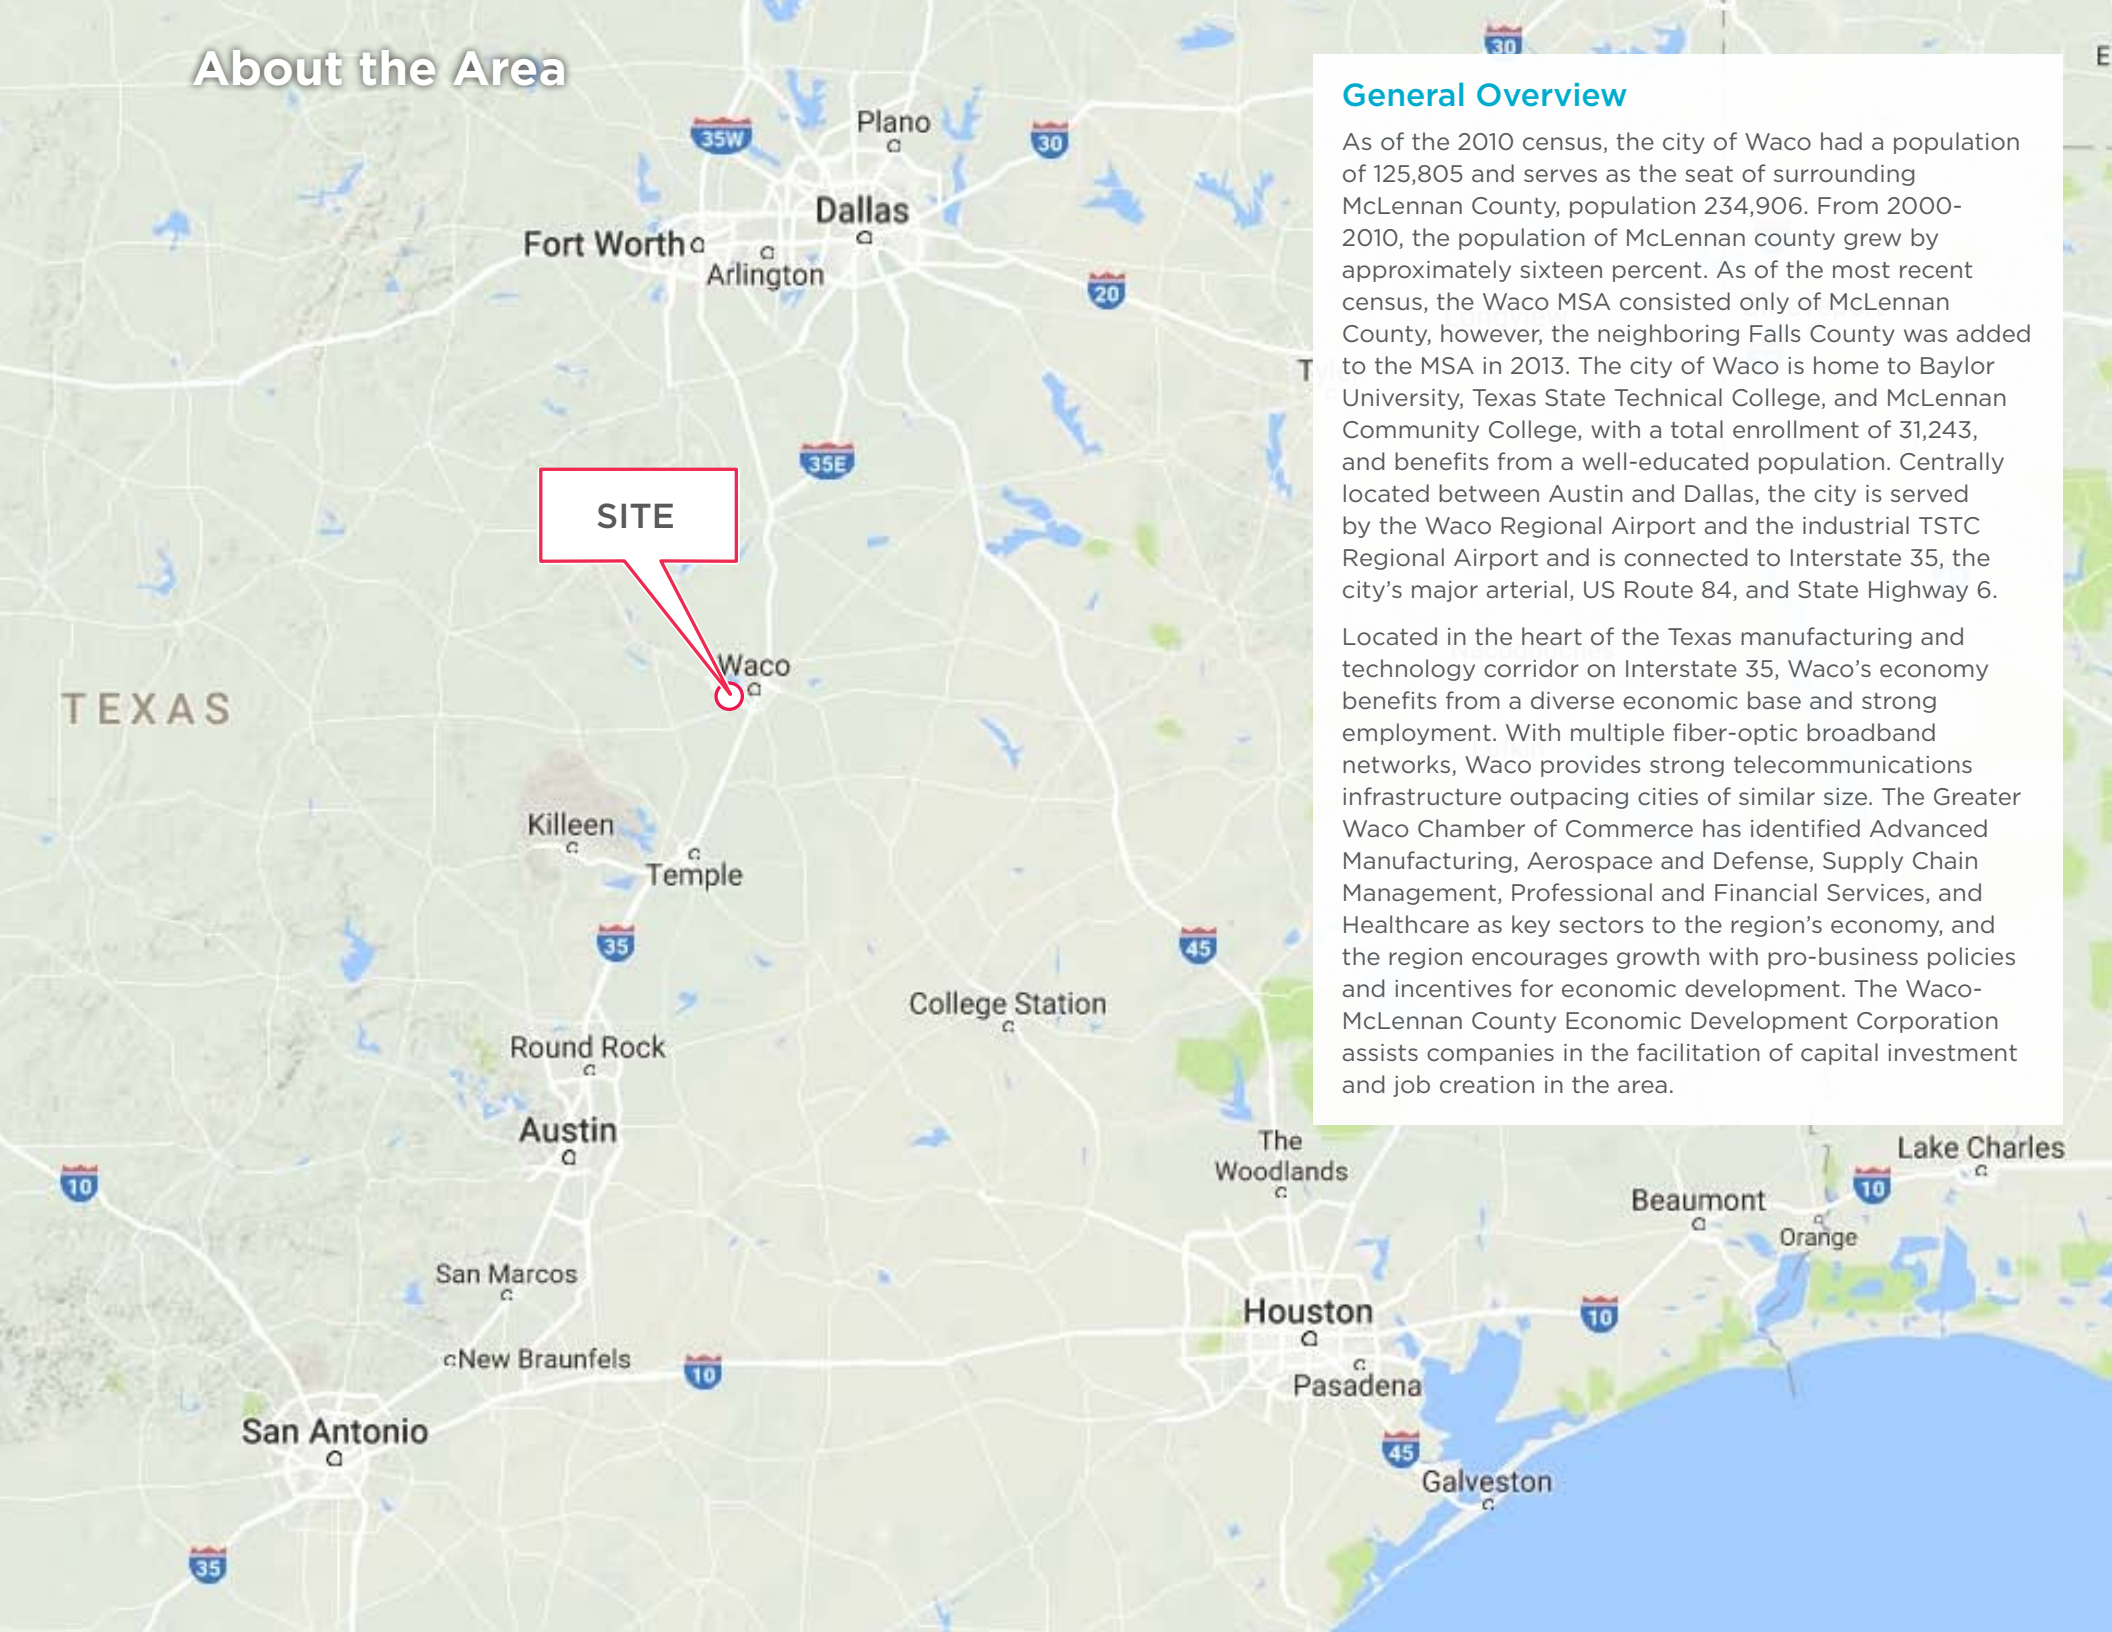 About the Area
General Overview
As of the 2010 census, the city of Waco had a population
of 125,805 and serves as the seat of surrounding
McLennan County, population 234,906. From 2000-
2010, the population of McLennan county grew by
approximately sixteen percent. As of the most recent
census, the Waco MSA consisted only of McLennan
County, however, the neighboring Falls County was added
to the MSA in 2013. The city of Waco is home to Baylor
University, Texas State Technical College, and McLennan
Community College, with a total enrollment of 31,243,
and benefits from a well-educated population. Centrally
located between Austin and Dallas, the city is served
by the Waco Regional Airport and the industrial TSTC
Regional Airport and is connected to Interstate 35, the
city's major arterial, US Route 84, and State Highway 6.
Located in the heart of the Texas manufacturing and
technology corridor on Interstate 35, Waco's economy
benefits from a diverse economic base and strong
employment. With multiple fiber-optic broadband
networks, Waco provides strong telecommunications
infrastructure outpacing cities of similar size. The Greater
Waco Chamber of Commerce has identified Advanced
Manufacturing, Aerospace and Defense, Supply Chain
Management, Professional and Financial Services, and
Healthcare as key sectors to the region's economy, and
the region encourages growth with pro-business policies
and incentives for economic development. The Waco-
McLennan County Economic Development Corporation
assists companies in the facilitation of capital investment
and job creation in the area.
30
35W
Plano
30
Dallas
Fort Worth
Arlington
20
35E
SITE
Waco
TEXAS
Killeen
Temple
35
45
College Station
Round Rock
Austin
The
Woodlands
Lake Charles
10
10
Beaumont
Orange
San Marcos
Houston
10
New Braunfels
10
Pasadena
San Antonio
45
Galveston
35